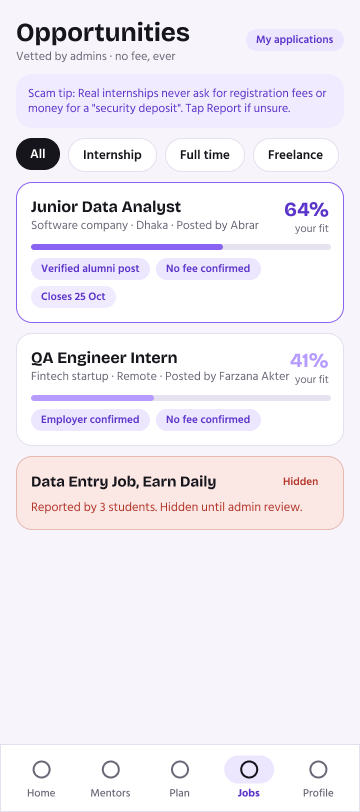 Opportunities
My applications
Vetted by admins · no fee, ever
Scam tip: Real internships never ask for registration fees or
money for a "security deposit". Tap Report if unsure.
All
Internship
Full time
Freelance
Junior Data Analyst
64%
Software company · Dhaka · Posted by Abrar
your fit
Verified alumni post
No fee confirmed
Closes 25 Oct
QA Engineer Intern
41%
Fintech startup · Remote · Posted by Farzana Akter
your fit
Employer confirmed
No fee confirmed
Data Entry Job, Earn Daily
Hidden
Reported by 3 students. Hidden until admin review.
Home
Mentors
Plan
Jobs
Profile